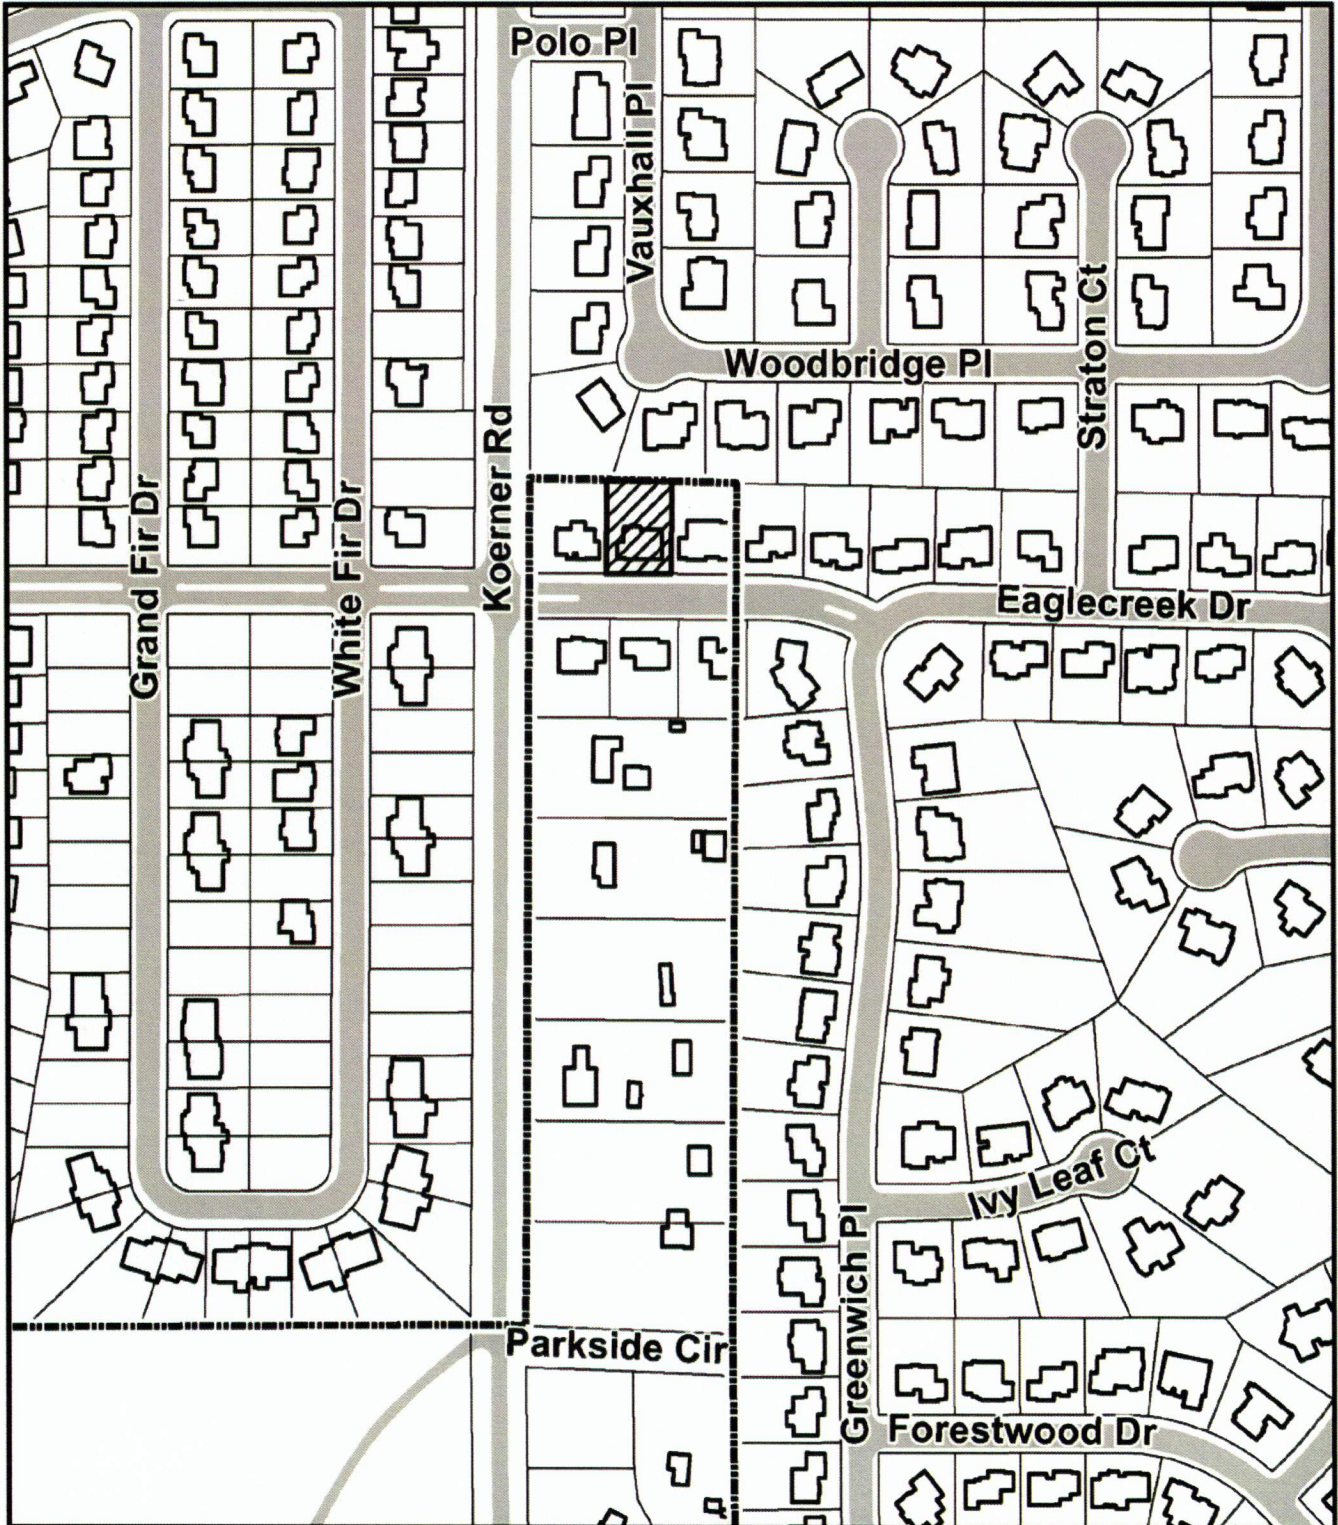 Polo Pl
Vauxhall Pl
Straton Ct
Woodbridge Pl
Koerner Rd
Grand Fir Dr
White Fir Dr
Eaglecreek Dr
Ivy Leaf Ct
Greenwich Pl
Parkside Cir
Forestwood Dr